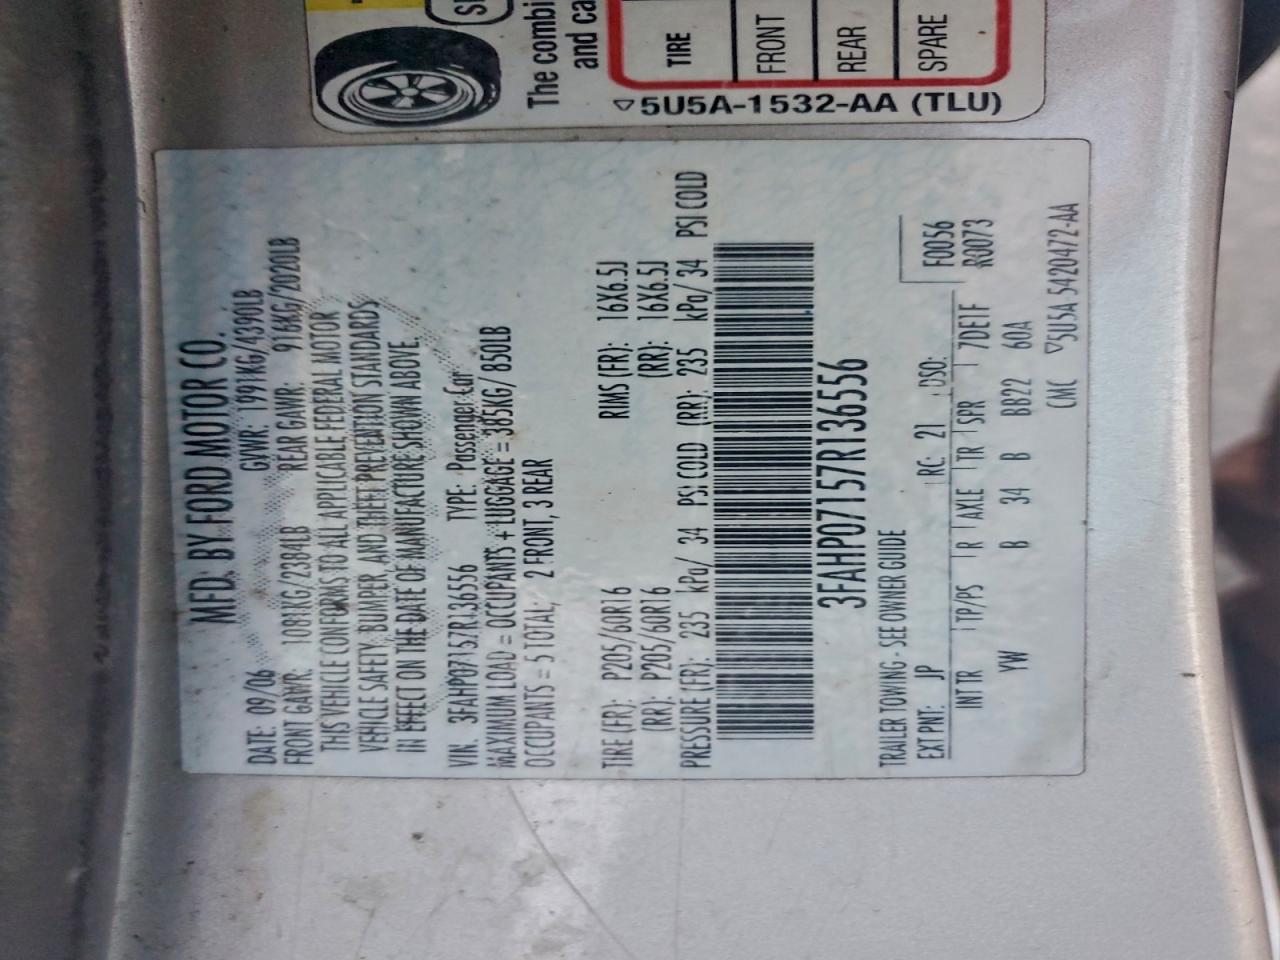 The combi
and ca
TIRE
FRONT
REAR
SPARE
5U5A-1532-AA (TLU)
MFD. BY FORD MOTOR CO.
DATE: 09/06 GVWR: 1991KG/4390LB
FRONT GAWR: 1081KG/2384LB REAR GAWR: 916KG/2020LB
THIS VEHICLE CONFORMS TO ALL APPLICABLE FEDERAL MOTOR
VEHICLE SAFETY, BUMPER, AND THEFT PREVENTION STANDARDS
IN EFFECT ON THE DATE OF MANUFACTURE SHOWN ABOVE.
VIN: 3FAHP07157R136556 TYPE: Passenger Car
MAXIMUM LOAD = OCCUPANTS + LUGGAGE = 385KG/ 850LB
OCCUPANTS = 5 TOTAL; 2 FRONT, 3 REAR
TIRE (FR): P205/60R16 RIMS (FR): 16X6.5J
(RR): P205/60R16 (RR): 16X6.5J
PRESSURE (FR): 235 kPa/ 34 PSI COLD (RR): 235 kPa/ 34 PSI COLD
3FAHP07157R136556
TRAILER TOWING - SEE OWNER GUIDE
EXT PNT: JP RC: 21 DSO: F0056
INT TR TP/PS R AXLE TR SPR 7DE1F R0073
YW B 34 B BB22 60A
CMC ▽5U5A 5420472-AA